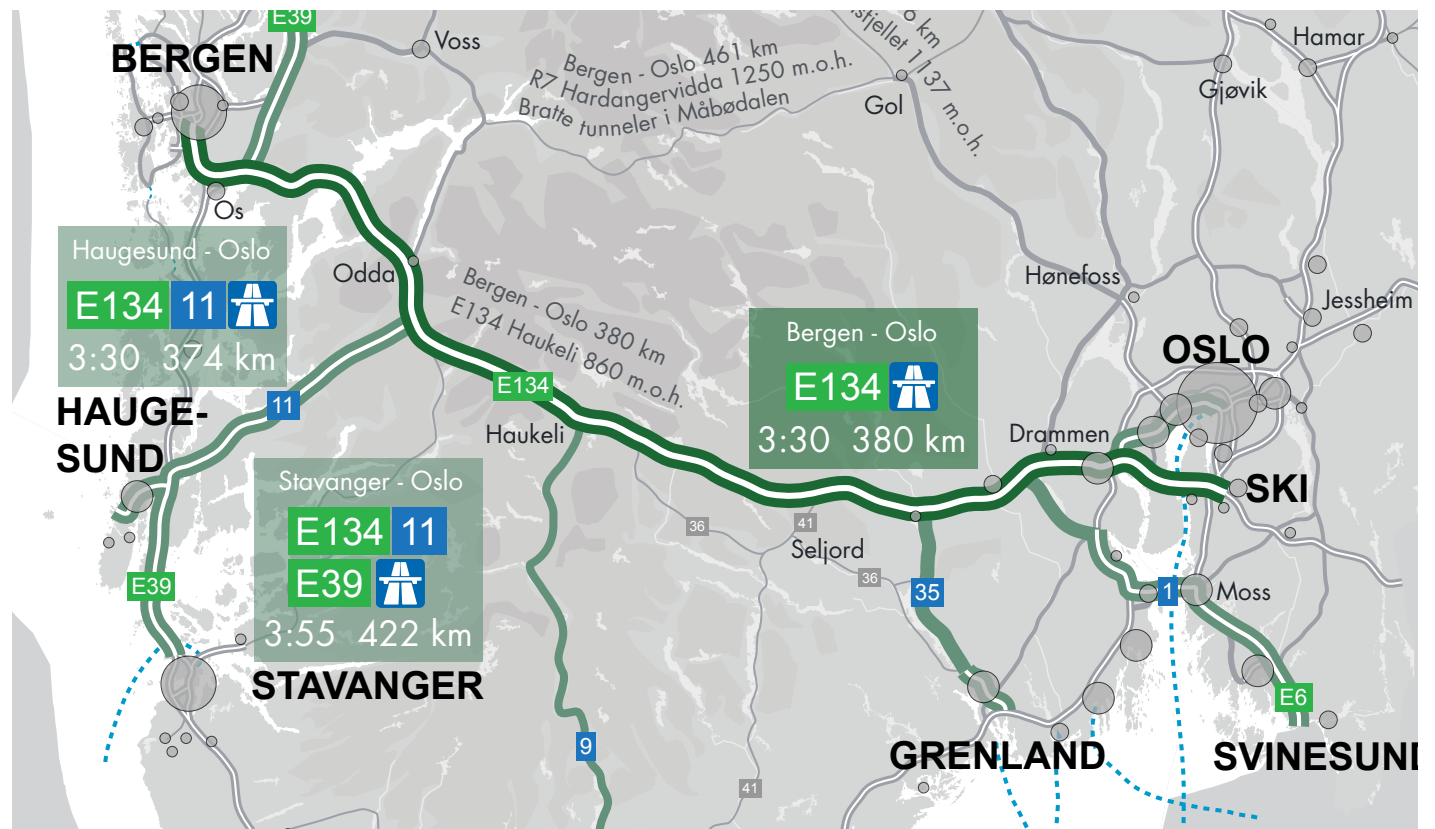 E39
BERGEN
Voss
Bergen - Oslo 461 km
R7 Hardangervidda 1250 m.o.h.
Bratte tunneler i Måbødalen
km
1137 m.o.h.
Gol
Hamar
Gjøvik
Os
Haugesund - Oslo
E134 11
3:30 374 km
Odda
Bergen - Oslo 380 km
E134 Haukeli 860 m.o.h.
Hønefoss
Jessheim
Bergen - Oslo
E134
3:30 380 km
OSLO
E134
HAUGE-
SUND
11
Haukeli
Drammen
SKI
Stavanger - Oslo
E134 11
E39
3:55 422 km
36
41
Seljord
36
E39
35
1
Moss
STAVANGER
E6
9
GRENLAND
SVINESUND
41